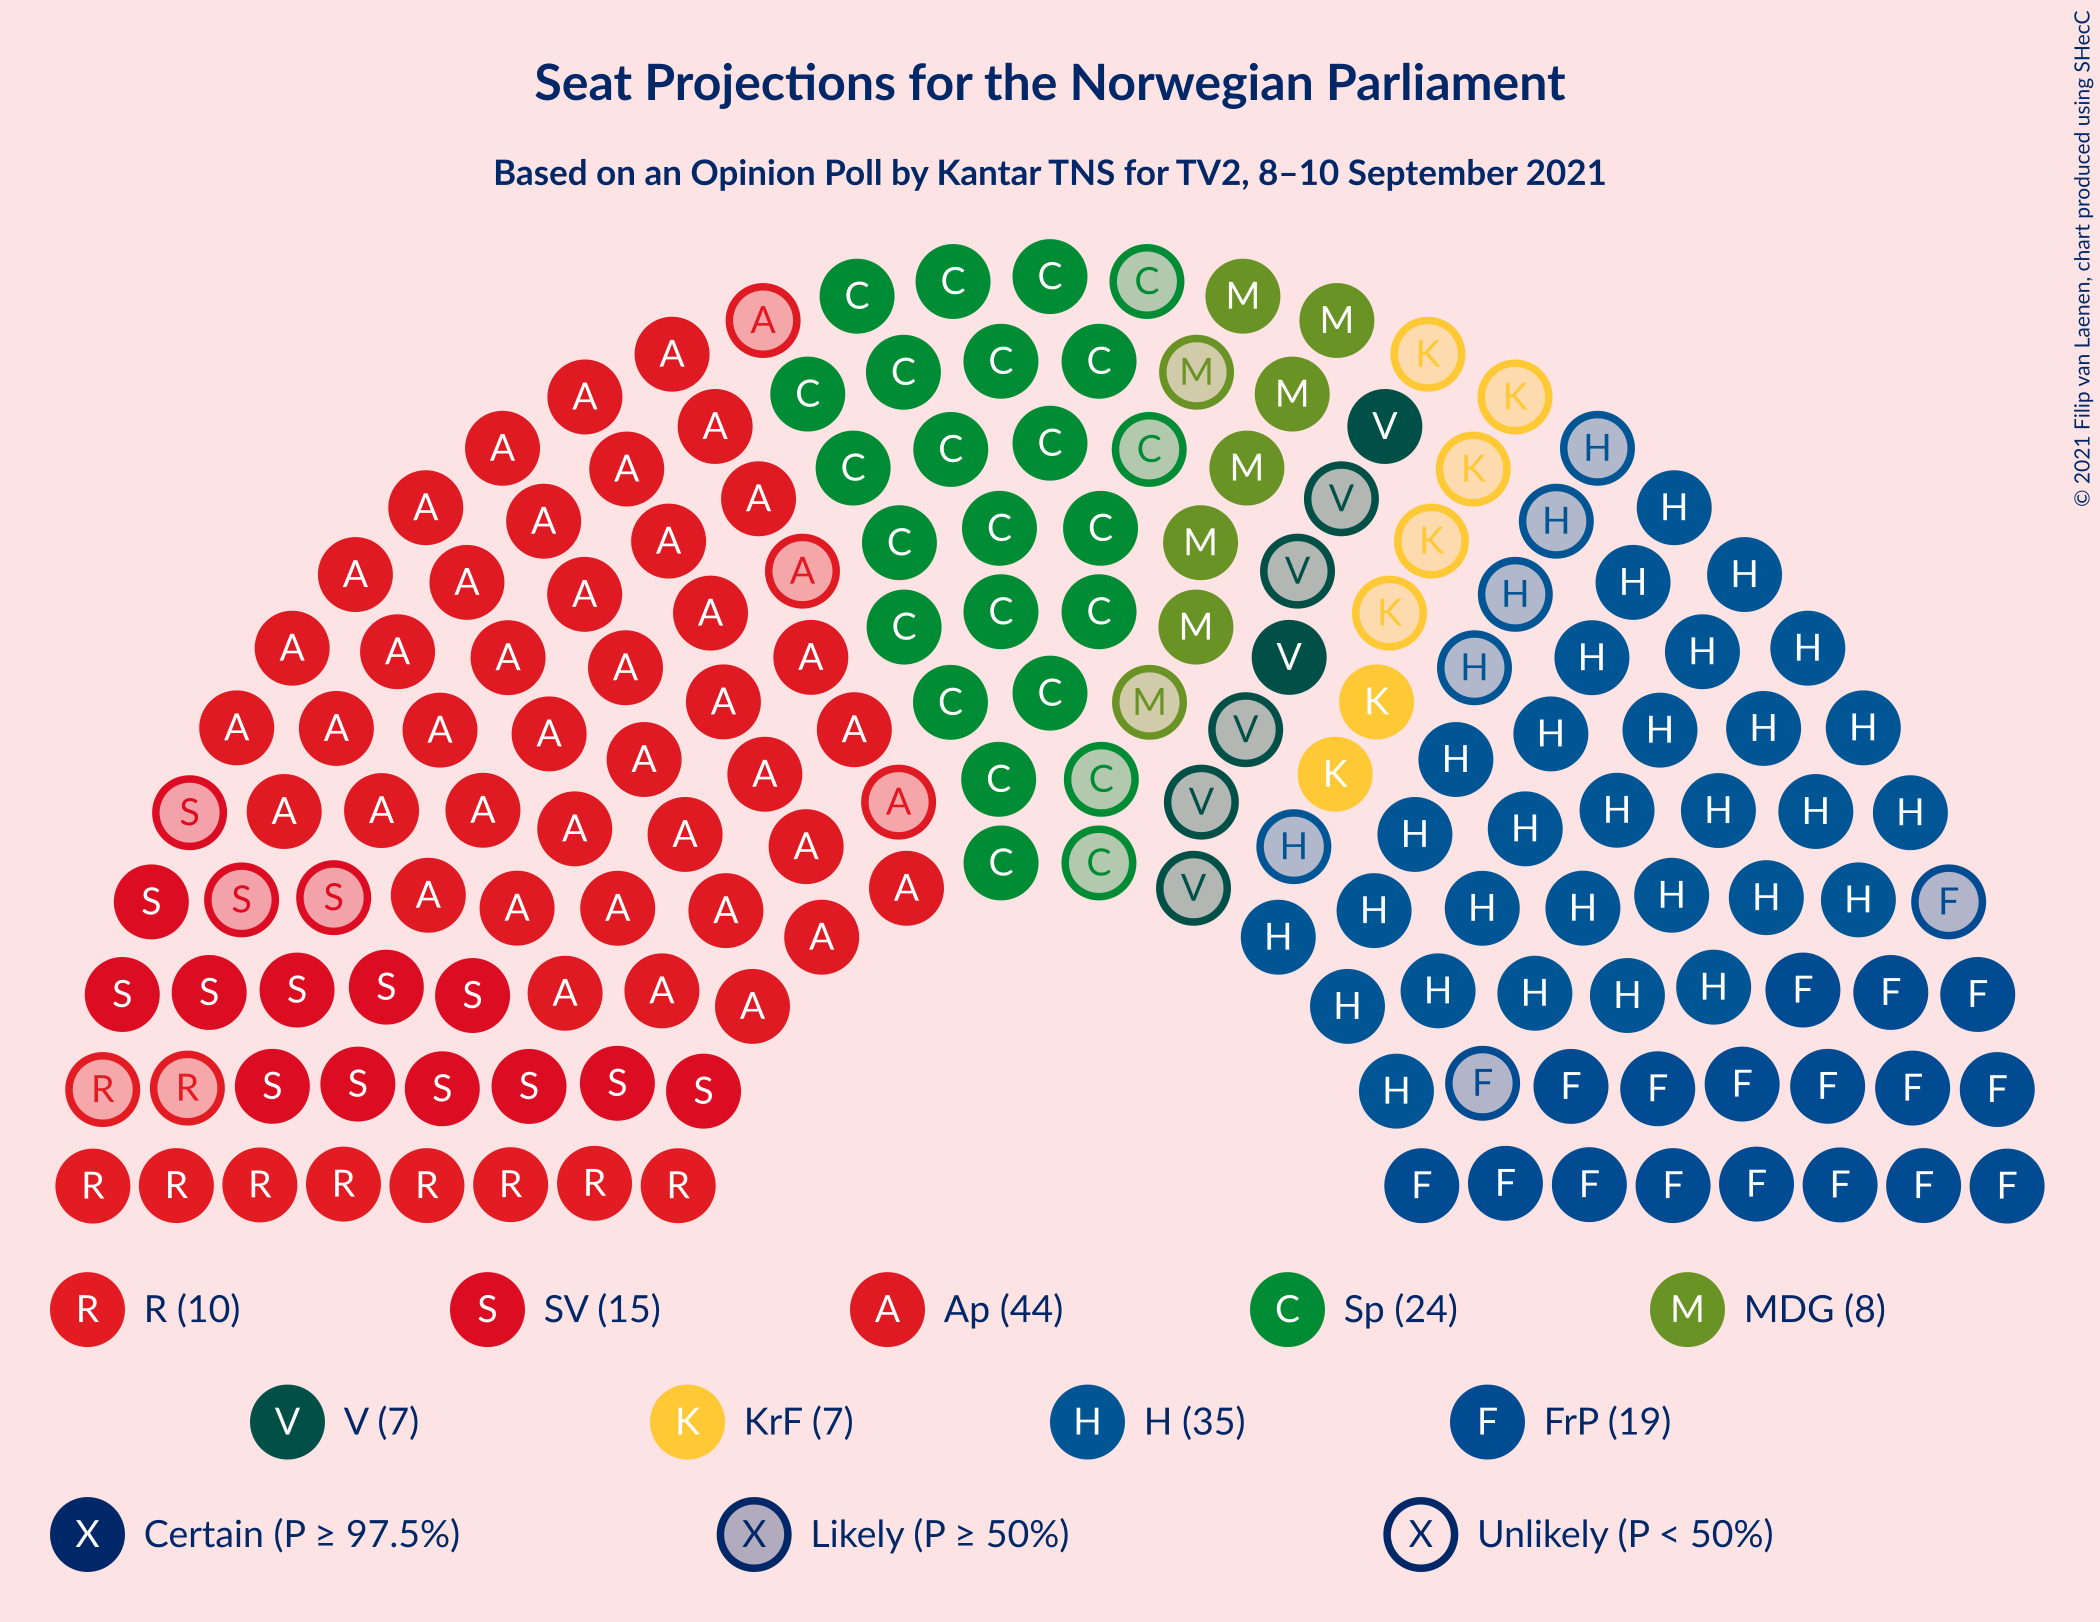 Seat Projections for the Norwegian Parliament
Based on an Opinion Poll by Kantar TNS for TV2, 8–10 September 2021
© 2021 Filip van Laenen, chart produced using SHecC
C C C C M M
A K K
A C C C C M M V
A C C C C M V K H
A A A A C C C M V K H H
A A A A A C C C M V K H H H
A A A A A A C C M V K H H H H
A A A A A A A C C V K H H H H H
S A A A A A A C C V H H H H H H H
S S S A A A A A H H H H H H H F
S S S S S A A A H H H H H F F F
R R S S S S S S H F F F F F F F
R R R R R R R R F F F F F F F F
R R (10) S SV (15) A Ap (44) C Sp (24) M MDG (8)
V V (7) K KrF (7) H H (35) F FrP (19)
X Certain (P ≥ 97.5%) X Likely (P ≥ 50%) X Unlikely (P < 50%)